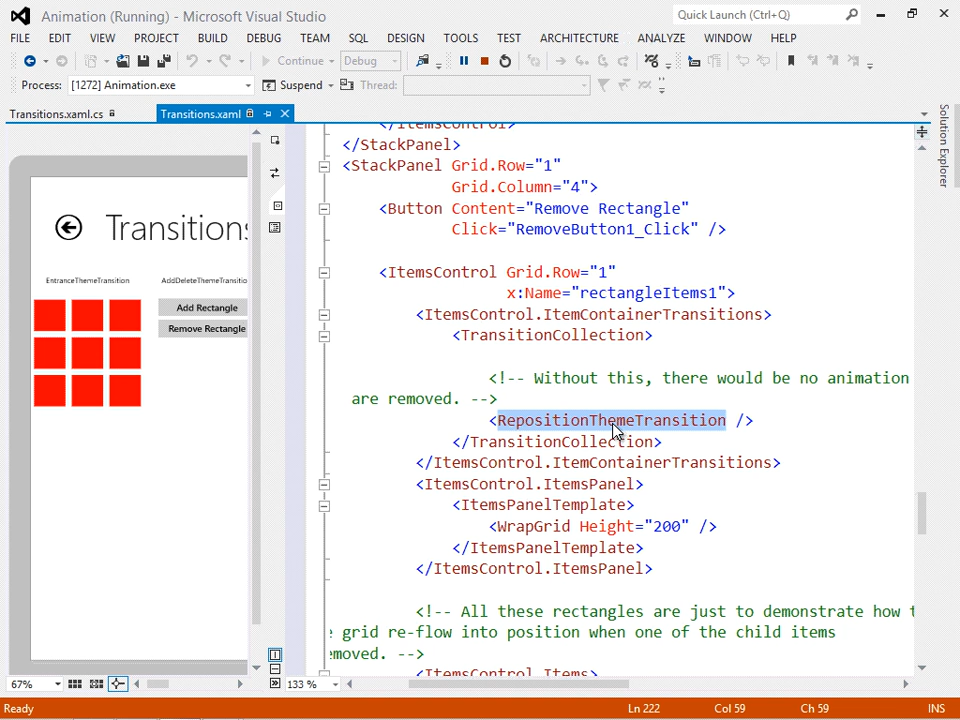 Animation (Running) - Microsoft Visual Studio
Quick Launch (Ctrl+Q)
FILE EDIT VIEW PROJECT BUILD DEBUG TEAM SQL DESIGN TOOLS TEST ARCHITECTURE ANALYZE WINDOW HELP
Continue Debug
Process: [1272] Animation.exe Suspend Thread:
Transitions.xaml.cs Transitions.xaml
Solution Explorer
Transitions
EntranceThemeTransition AddDeleteThemeTransitio
Add Rectangle
Remove Rectangle
</ItemsControl>
</StackPanel>
<StackPanel Grid.Row="1"
Grid.Column="4">
<Button Content="Remove Rectangle"
Click="RemoveButton1_Click" />
<ItemsControl Grid.Row="1"
x:Name="rectangleItems1">
<ItemsControl.ItemContainerTransitions>
<TransitionCollection>
<!-- Without this, there would be no animation
are removed. -->
<RepositionThemeTransition />
</TransitionCollection>
</ItemsControl.ItemContainerTransitions>
<ItemsControl.ItemsPanel>
<ItemsPanelTemplate>
<WrapGrid Height="200" />
</ItemsPanelTemplate>
</ItemsControl.ItemsPanel>
<!-- All these rectangles are just to demonstrate how t
e grid re-flow into position when one of the child items
emoved. -->
<ItemsControl.Items>
67% 133 %
Ready Ln 222 Col 59 Ch 59 INS